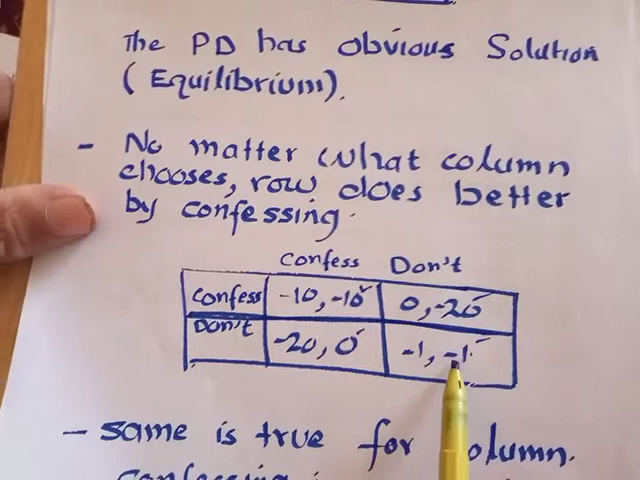 The PD has obvious Solution
(Equilibrium).
- No matter what column
chooses, row does better
by confessing.
Confess Don't
Confess -10, -10 0, -20
Don't -20, 0 -1, -1
- same is true for column.
confessing